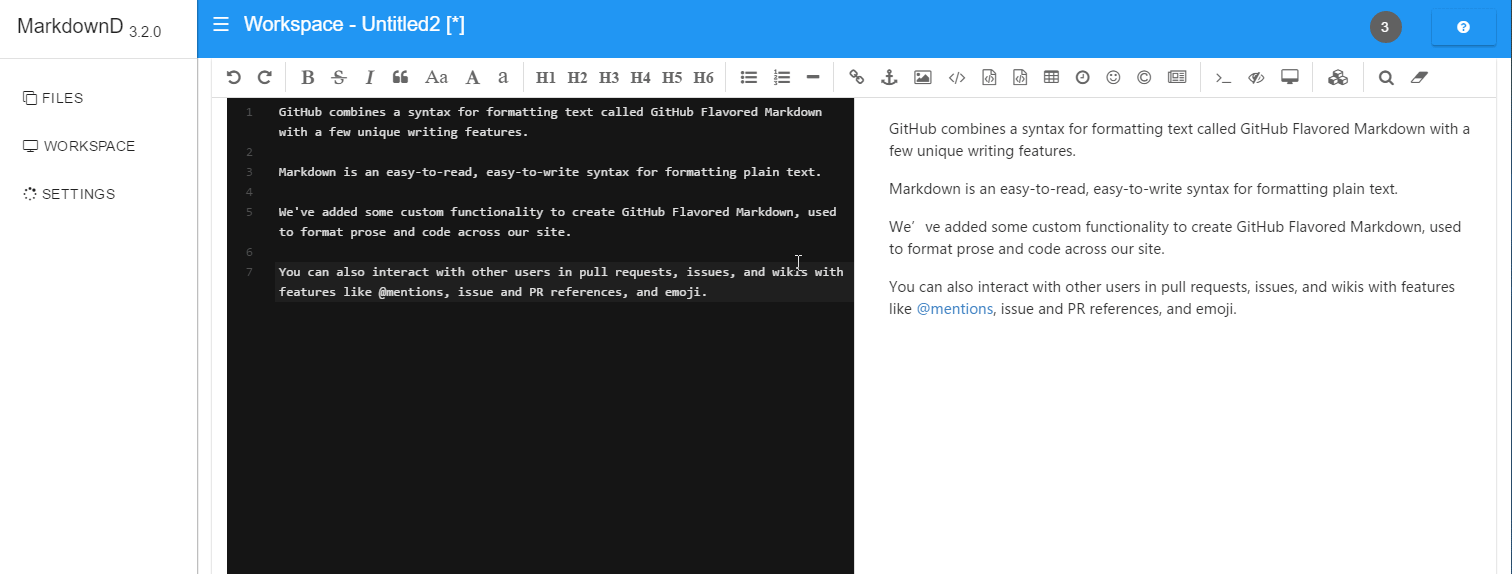 MarkdownD 3.2.0
FILES
WORKSPACE
SETTINGS
☰ Workspace - Untitled2 [*]
3
?
B S I Aa A a H1 H2 H3 H4 H5 H6
1 GitHub combines a syntax for formatting text called GitHub Flavored Markdown
with a few unique writing features.
2
3 Markdown is an easy-to-read, easy-to-write syntax for formatting plain text.
4
5 We've added some custom functionality to create GitHub Flavored Markdown, used
to format prose and code across our site.
6
7 You can also interact with other users in pull requests, issues, and wikis with
features like @mentions, issue and PR references, and emoji.
GitHub combines a syntax for formatting text called GitHub Flavored Markdown with a
few unique writing features.
Markdown is an easy-to-read, easy-to-write syntax for formatting plain text.
We’ve added some custom functionality to create GitHub Flavored Markdown, used
to format prose and code across our site.
You can also interact with other users in pull requests, issues, and wikis with features
like @mentions, issue and PR references, and emoji.